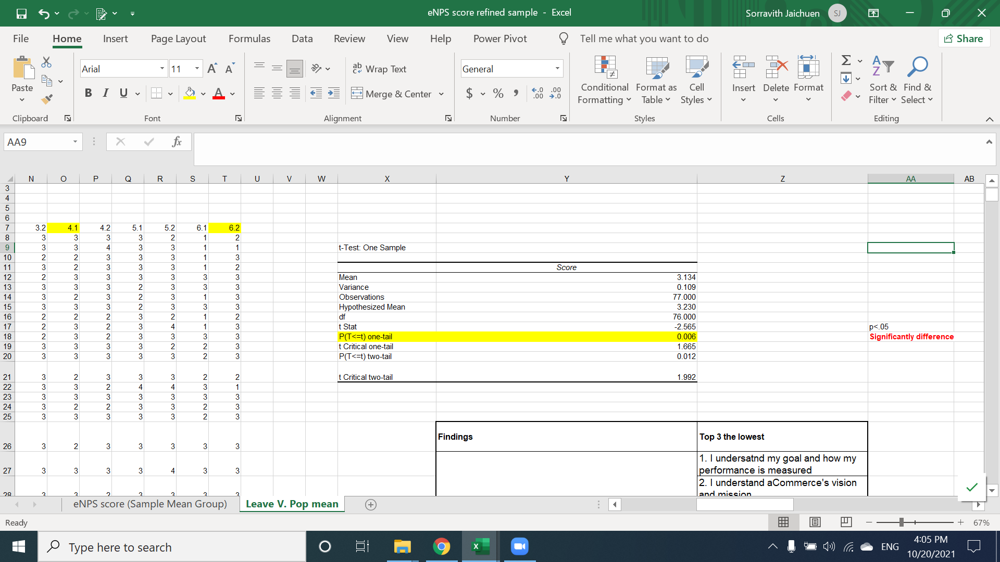 eNPS score refined sample - Excel
Sorravith Jaichuen SJ
File Home Insert Page Layout Formulas Data Review View Help Power Pivot Tell me what you want to do Share
Paste
Clipboard
Arial 11
B I U
Font
Wrap Text
Merge & Center
Alignment
General
$ % ,
Number
Conditional Formatting
Format as Table
Cell Styles
Styles
Insert Delete Format
Cells
Sort & Filter
Find & Select
Editing
AA9 fx
N O P Q R S T U V W X Y Z AA AB
3
4
5
6
7 3.2 4.1 4.2 5.1 5.2 6.1 6.2
8 3 3 3 3 2 1 2
9 3 3 4 3 3 1 1 t-Test: One Sample
10 2 2 3 3 3 1 3
11 3 2 3 3 3 1 2 Score
12 2 3 3 3 3 3 3 Mean 3.134
13 3 3 3 2 3 3 3 Variance 0.109
14 3 2 3 2 3 1 3 Observations 77.000
15 3 3 3 2 3 3 3 Hypothesized Mean 3.230
16 2 2 2 3 2 1 2 df 76.000
17 2 3 2 3 4 1 3 t Stat -2.565 p<.05
18 2 3 2 3 3 3 3 P(T<=t) one-tail 0.006 Significantly difference
19 3 3 3 3 2 2 3 t Critical one-tail 1.665
20 3 3 3 3 3 2 3 P(T<=t) two-tail 0.012
21 3 2 3 3 3 2 2 t Critical two-tail 1.992
22 3 3 2 4 4 3 1
23 3 3 3 3 3 3 3
24 3 2 2 3 3 2 3
25 3 3 3 3 3 2 3
26 3 2 3 3 3 3 3 Findings Top 3 the lowest
27 3 3 3 3 4 3 3 1. I undersatnd my goal and how my
performance is measured
28 3 3 2 3 3 3 3 2. I understand aCommerce's vision
and mission
eNPS score (Sample Mean Group) Leave V. Pop mean
Ready 67%
Type here to search
ENG
4:05 PM
10/20/2021